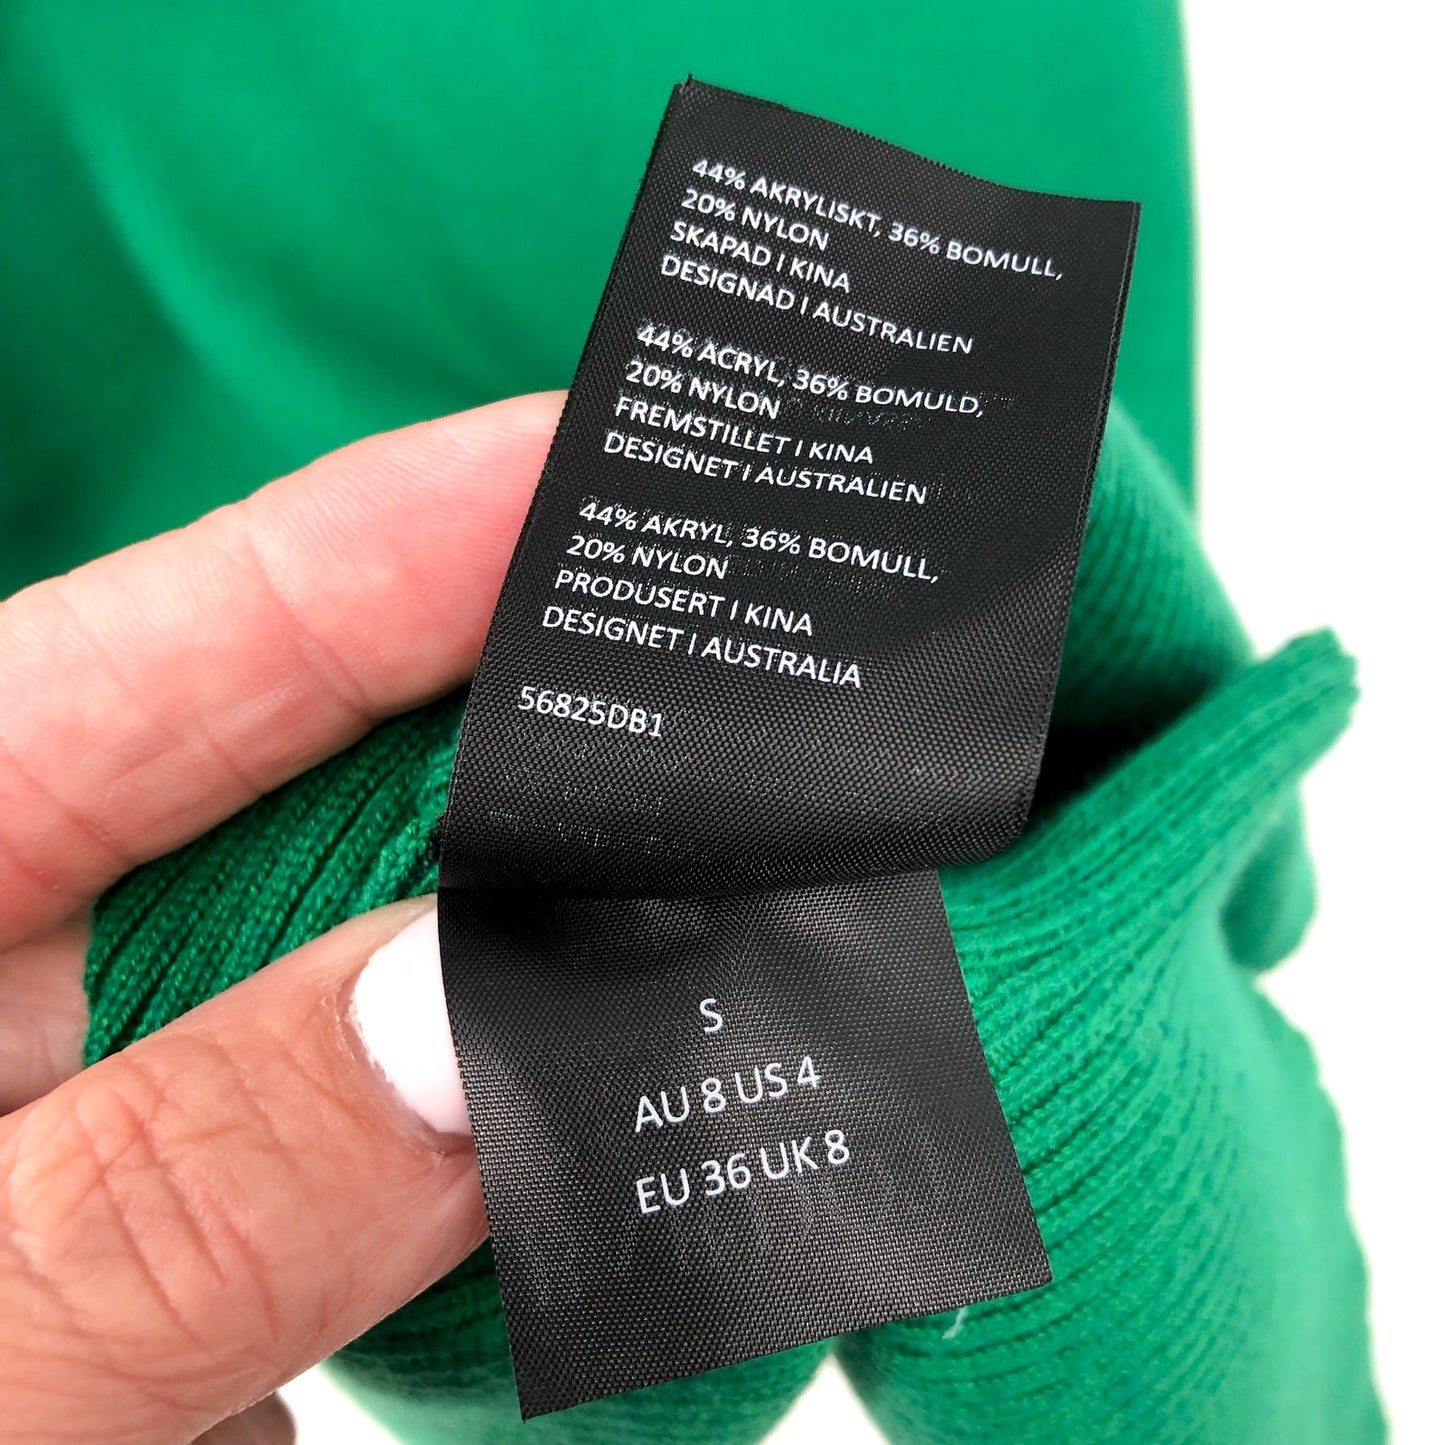 44% AKRYLISKT, 36% BOMULL,
20% NYLON
SKAPAD I KINA
DESIGNAD I AUSTRALIEN
44% ACRYL, 36% BOMULD,
20% NYLON
FREMSTILLET I KINA
DESIGNET I AUSTRALIEN
44% AKRYL, 36% BOMULL,
20% NYLON
PRODUSERT I KINA
DESIGNET I AUSTRALIA
56825DB1
S
AU 8 US 4
EU 36 UK 8